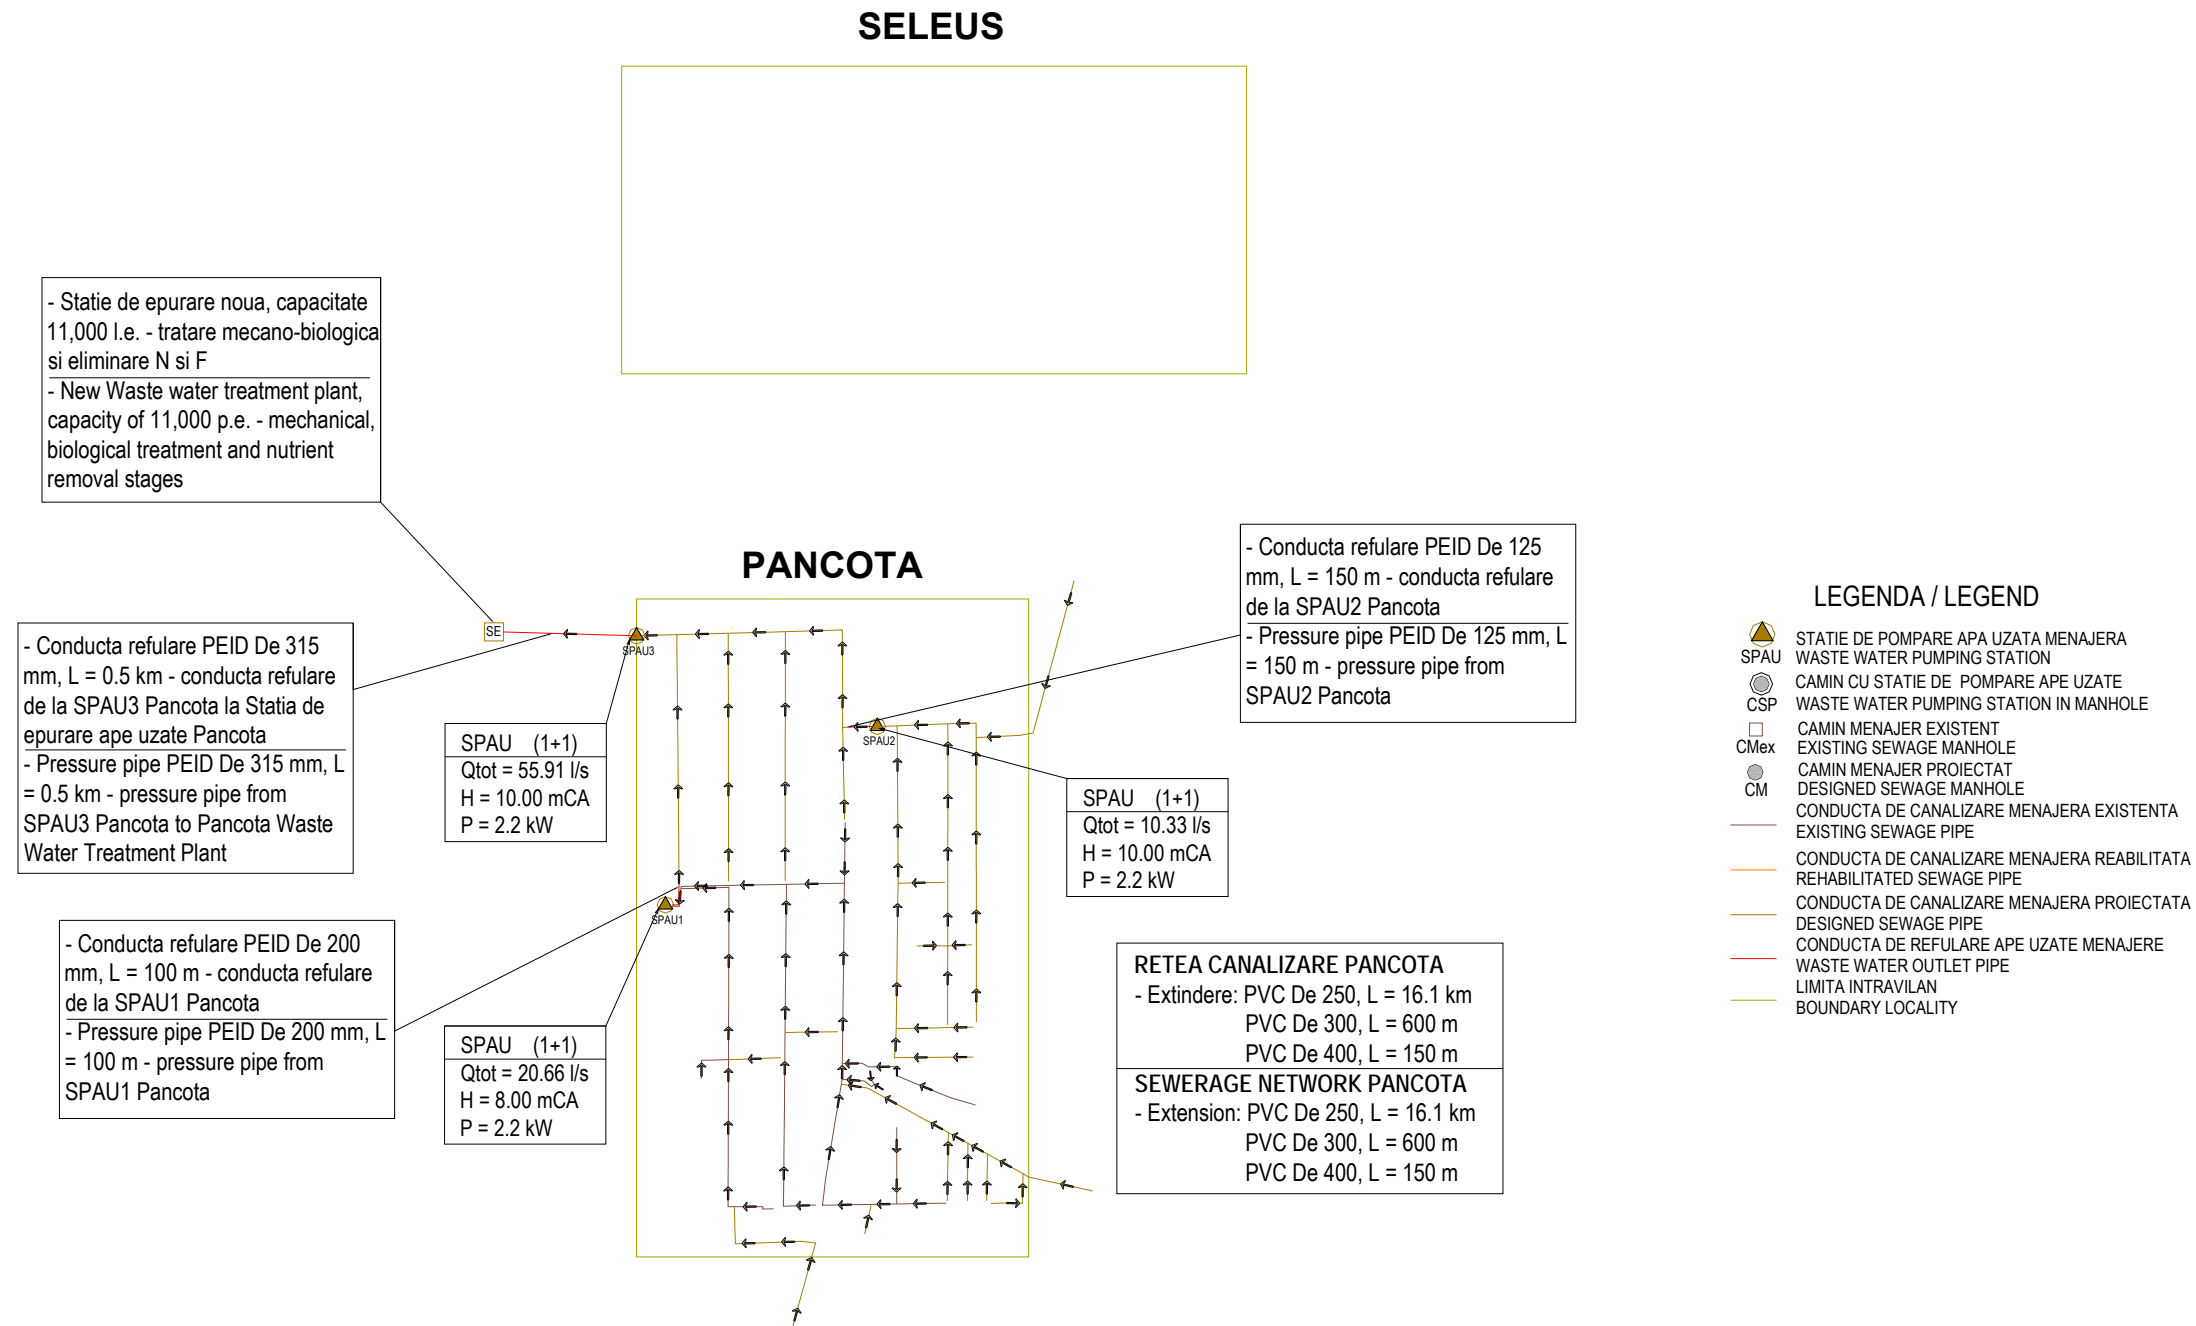 SELEUS
- Statie de epurare noua, capacitate
11,000 l.e. - tratare mecano-biologica
si eliminare N si F
- New Waste water treatment plant,
capacity of 11,000 p.e. - mechanical,
biological treatment and nutrient
removal stages
PANCOTA
- Conducta refulare PEID De 125
mm, L = 150 m - conducta refulare
de la SPAU2 Pancota
- Pressure pipe PEID De 125 mm, L
= 150 m - pressure pipe from
SPAU2 Pancota
SE
SPAU3
SPAU2
SPAU1
- Conducta refulare PEID De 315
mm, L = 0.5 km - conducta refulare
de la SPAU3 Pancota la Statia de
epurare ape uzate Pancota
- Pressure pipe PEID De 315 mm, L
= 0.5 km - pressure pipe from
SPAU3 Pancota to Pancota Waste
Water Treatment Plant
SPAU (1+1)
Qtot = 55.91 l/s
H = 10.00 mCA
P = 2.2 kW
SPAU (1+1)
Qtot = 10.33 l/s
H = 10.00 mCA
P = 2.2 kW
- Conducta refulare PEID De 200
mm, L = 100 m - conducta refulare
de la SPAU1 Pancota
- Pressure pipe PEID De 200 mm, L
= 100 m - pressure pipe from
SPAU1 Pancota
SPAU (1+1)
Qtot = 20.66 l/s
H = 8.00 mCA
P = 2.2 kW
RETEA CANALIZARE PANCOTA
- Extindere: PVC De 250, L = 16.1 km
PVC De 300, L = 600 m
PVC De 400, L = 150 m
SEWERAGE NETWORK PANCOTA
- Extension: PVC De 250, L = 16.1 km
PVC De 300, L = 600 m
PVC De 400, L = 150 m
LEGENDA / LEGEND
STATIE DE POMPARE APA UZATA MENAJERA
SPAU WASTE WATER PUMPING STATION
CAMIN CU STATIE DE POMPARE APE UZATE
CSP WASTE WATER PUMPING STATION IN MANHOLE
CAMIN MENAJER EXISTENT
CMex EXISTING SEWAGE MANHOLE
CAMIN MENAJER PROIECTAT
CM DESIGNED SEWAGE MANHOLE
CONDUCTA DE CANALIZARE MENAJERA EXISTENTA
EXISTING SEWAGE PIPE
CONDUCTA DE CANALIZARE MENAJERA REABILITATA
REHABILITATED SEWAGE PIPE
CONDUCTA DE CANALIZARE MENAJERA PROIECTATA
DESIGNED SEWAGE PIPE
CONDUCTA DE REFULARE APE UZATE MENAJERE
WASTE WATER OUTLET PIPE
LIMITA INTRAVILAN
BOUNDARY LOCALITY